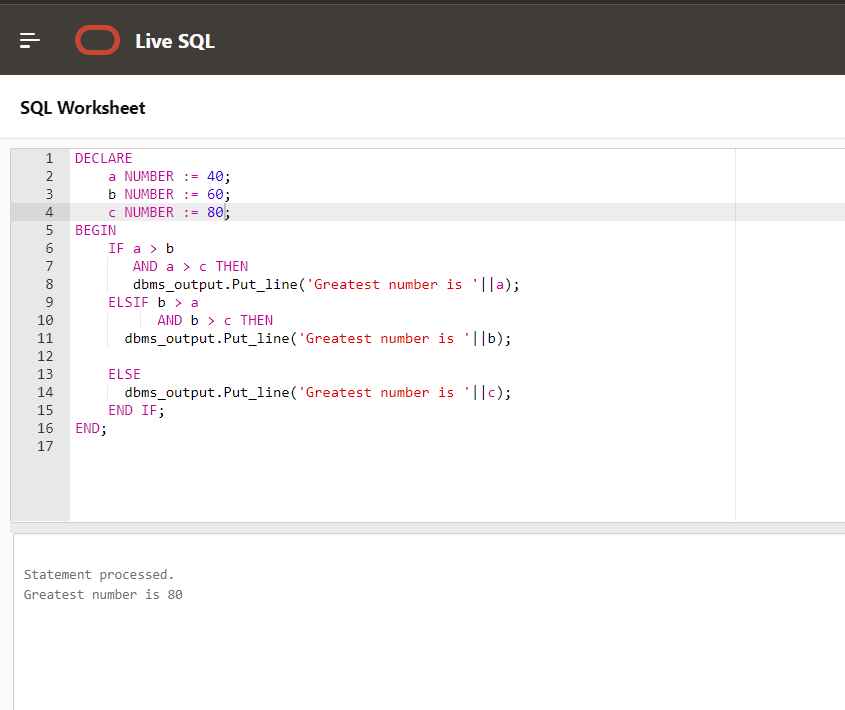 Live SQL
SQL Worksheet
1 DECLARE
2     a NUMBER := 40;
3     b NUMBER := 60;
4     c NUMBER := 80;
5 BEGIN
6     IF a > b
7        AND a > c THEN
8        dbms_output.Put_line('Greatest number is '||a);
9     ELSIF b > a
10           AND b > c THEN
11       dbms_output.Put_line('Greatest number is '||b);
12
13     ELSE
14       dbms_output.Put_line('Greatest number is '||c);
15     END IF;
16 END;
17
Statement processed.
Greatest number is 80